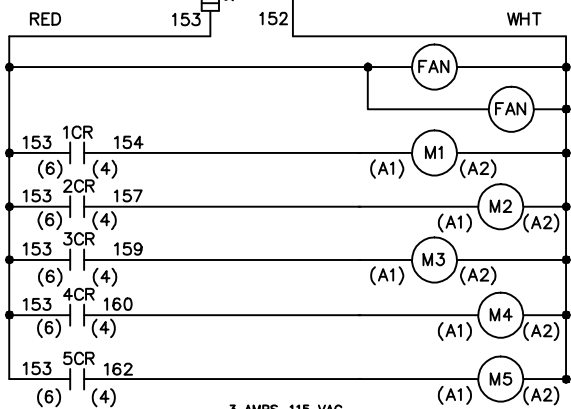 RED 153 152 WHT
FAN
FAN
1CR
153 154
(6) (4) (A1) M1 (A2)
2CR
153 157
(6) (4) (A1) M2 (A2)
3CR
153 159
(6) (4) (A1) M3 (A2)
4CR
153 160
(6) (4) (A1) M4 (A2)
5CR
153 162
(6) (4) (A1) M5 (A2)
3 AMPS 115 VAC